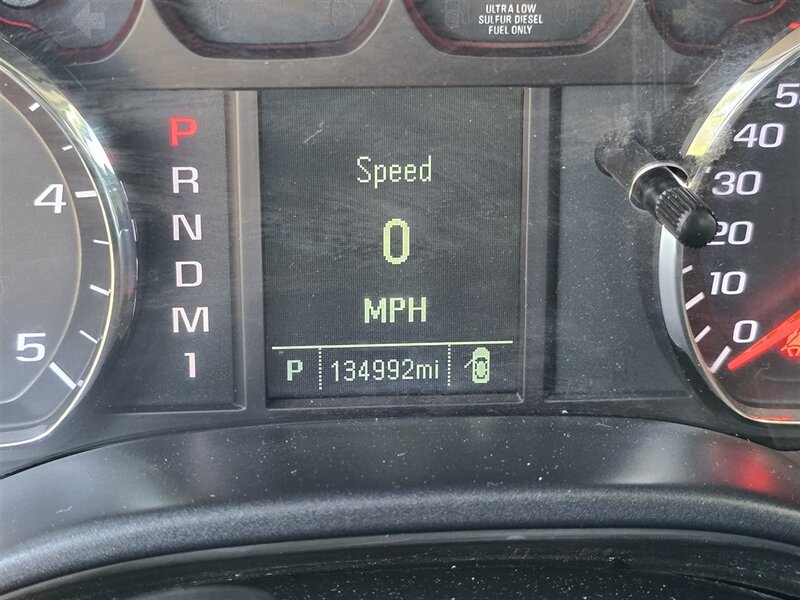 ULTRA LOW
SULFUR DIESEL
FUEL ONLY
4
5
P
R
N
D
M
1
Speed
0
MPH
P 134992mi
40
30
20
10
0